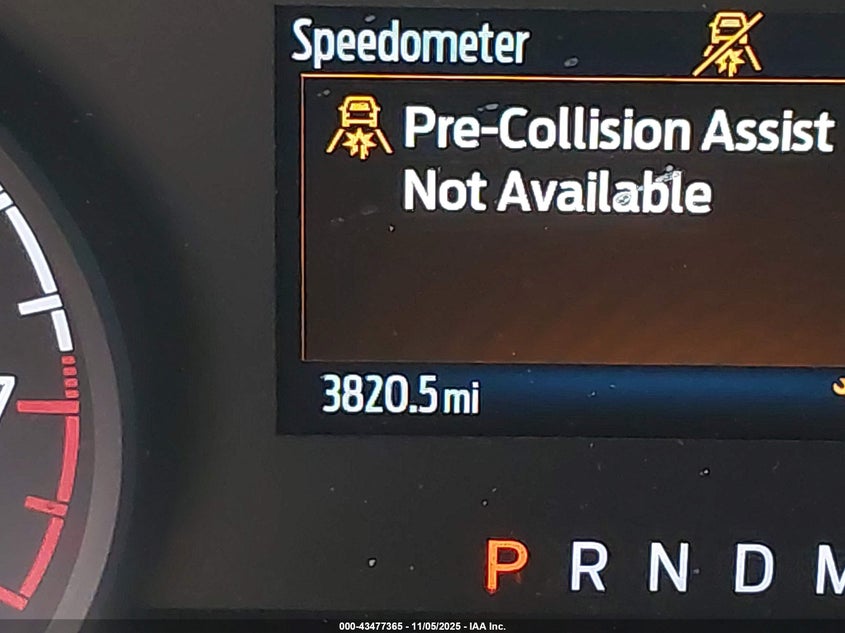 Speedometer
Pre-Collision Assist
Not Available
3820.5 mi
P R N D M
000-43477365 - 11/05/2025 - IAA Inc.